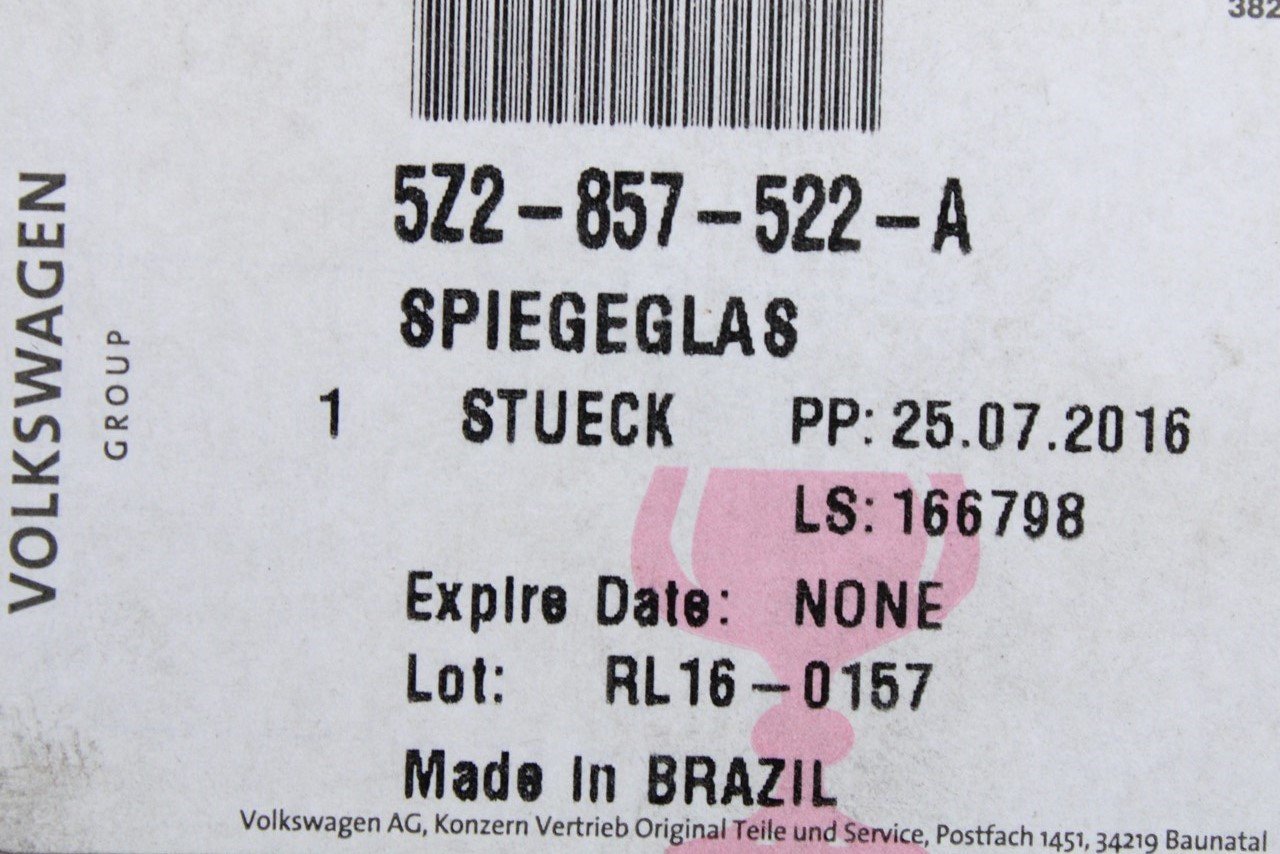 382
5Z2-857-522-A
SPIEGEGLAS
1 STUECK PP: 25.07.2016
LS: 166798
Expire Date: NONE
Lot: RL16-0157
Made in BRAZIL
Volkswagen AG, Konzern Vertrieb Original Teile und Service, Postfach 1451, 34219 Baunatal
VOLKSWAGEN
GROUP